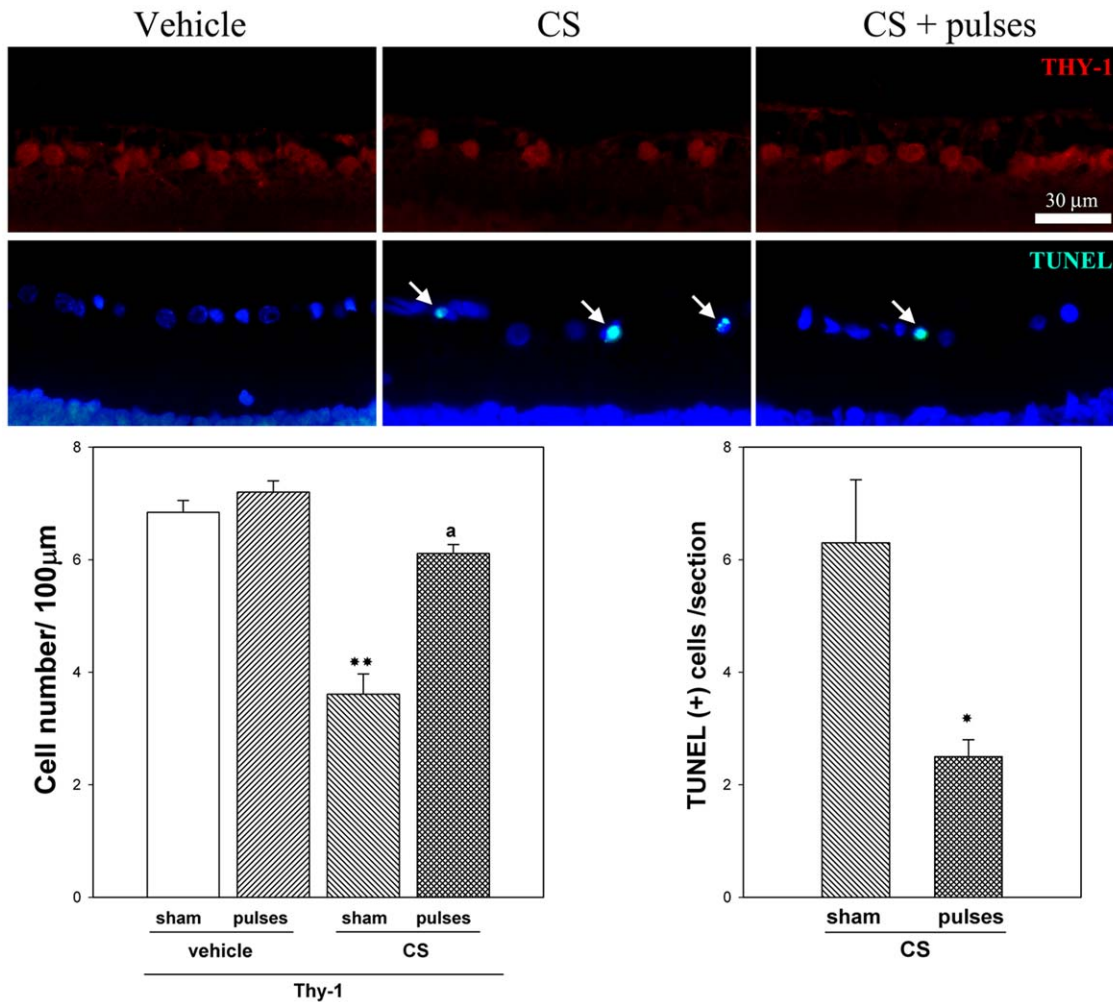 Vehicle CS CS + pulses
THY-1
30 µm
TUNEL
Cell number/ 100µm
8
6
4
2
0
**
a
sham pulses sham pulses
vehicle CS
Thy-1
TUNEL (+) cells /section
8
6
4
2
0
*
sham pulses
CS